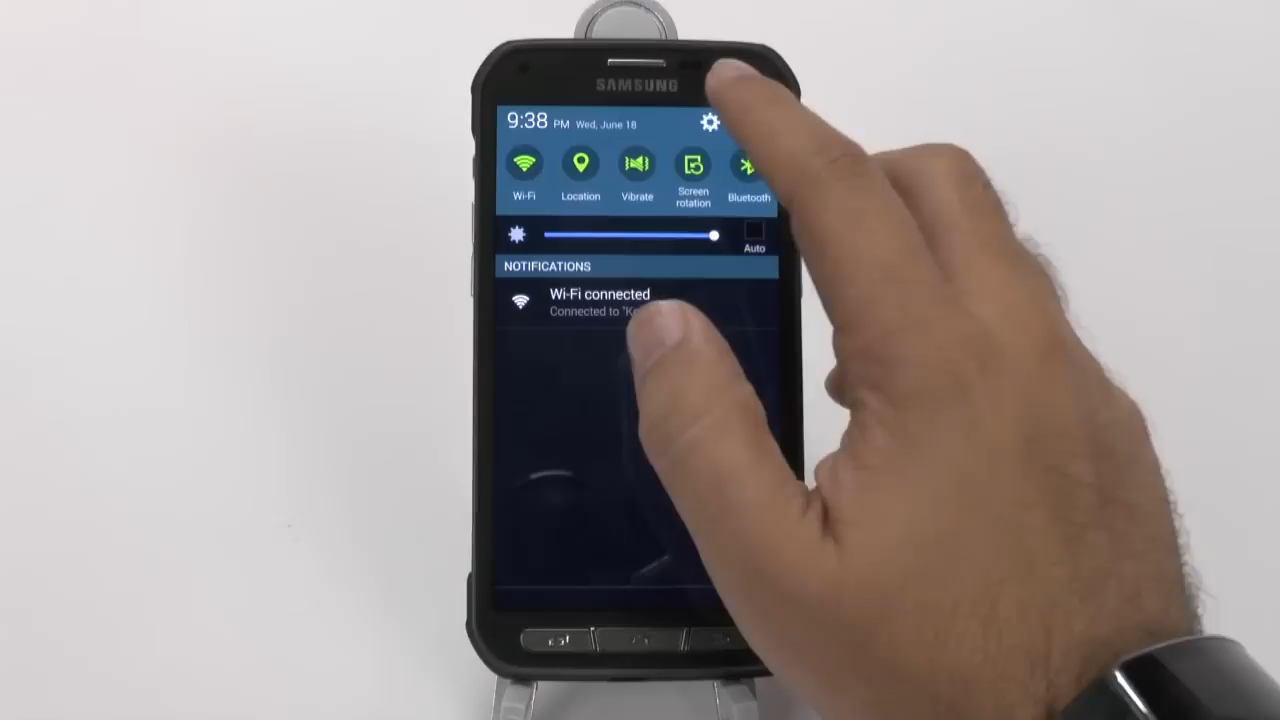 SAMSUNG
9:38 PM Wed, June 18
Wi-Fi
Location
Vibrate
Screen rotation
Bluetooth
Auto
NOTIFICATIONS
Wi-Fi connected
Connected to